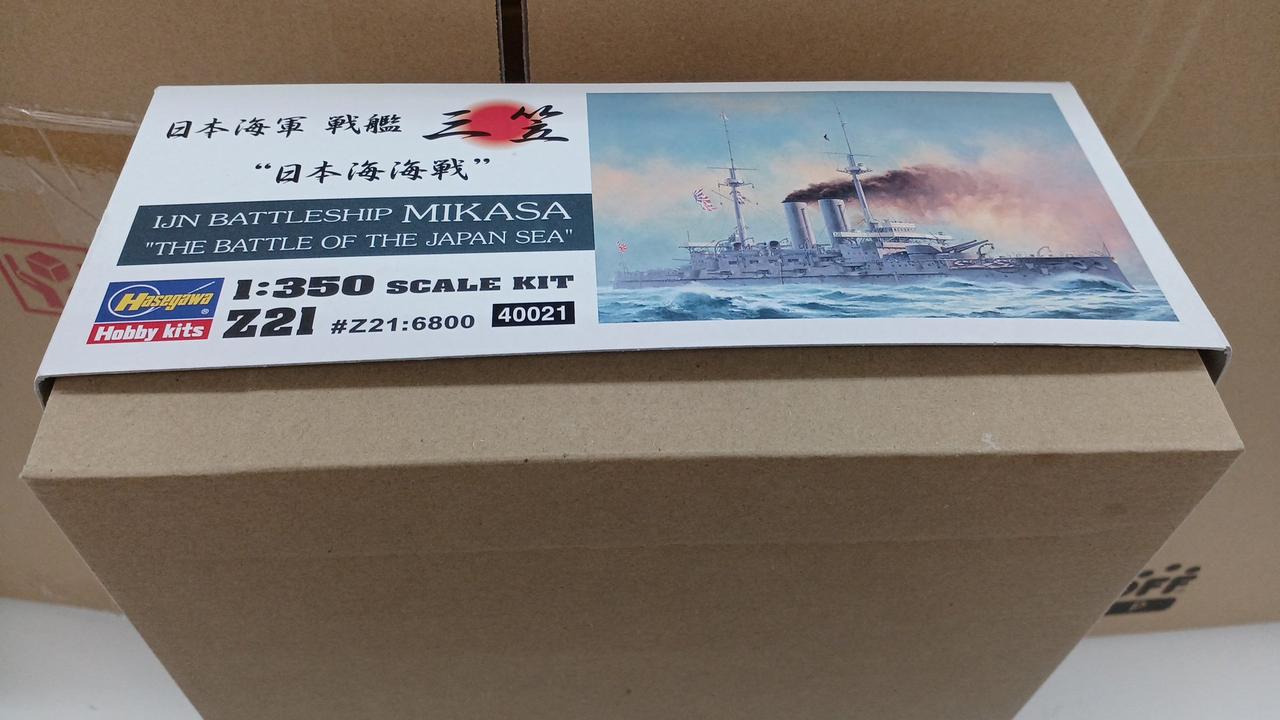 日本海軍 戦艦 三笠
“日本海海戦”
IJN BATTLESHIP MIKASA
"THE BATTLE OF THE JAPAN SEA"
Hasegawa®
Hobby kits
1:350 SCALE KIT
Z21 #Z21:6800 40021
OFF